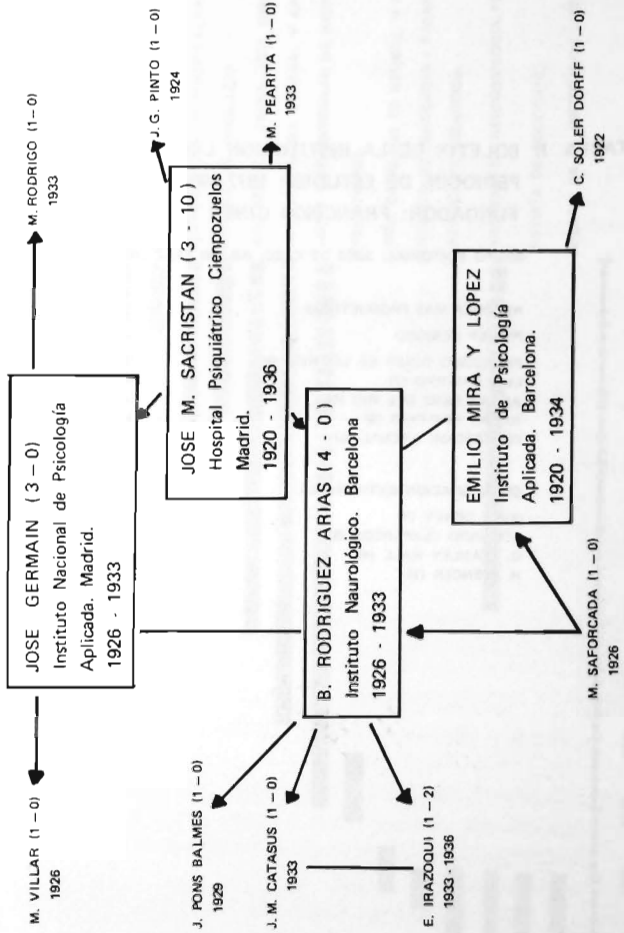 M. VILLAR (1 – 0)
1926
JOSE GERMAIN (3 – 0)
Instituto Nacional de Psicología
Aplicada. Madrid.
1926 - 1933
M. RODRIGO (1 – 0)
1933
J. G. PINTO (1 – 0)
1924
JOSE M. SACRISTAN (3 - 10)
Hospital Psiquiátrico Cienpozuelos
Madrid.
1920 - 1936
M. PEARITA (1 – 0)
1933
J. PONS BALMES (1 – 0)
1929
J. M. CATASUS (1 – 0)
1933
E. IRAZOQUI (1 – 2)
1933 - 1936
B. RODRIGUEZ ARIAS (4 0)
Instituto Naurológico. Barcelona
1926 - 1933
EMILIO MIRA Y LOPEZ
Instituto de Psicología
Aplicada. Barcelona.
1920 - 1934
M. SAFORCADA (1 – 0)
1926
C. SOLER DORFF (1 – 0)
1922